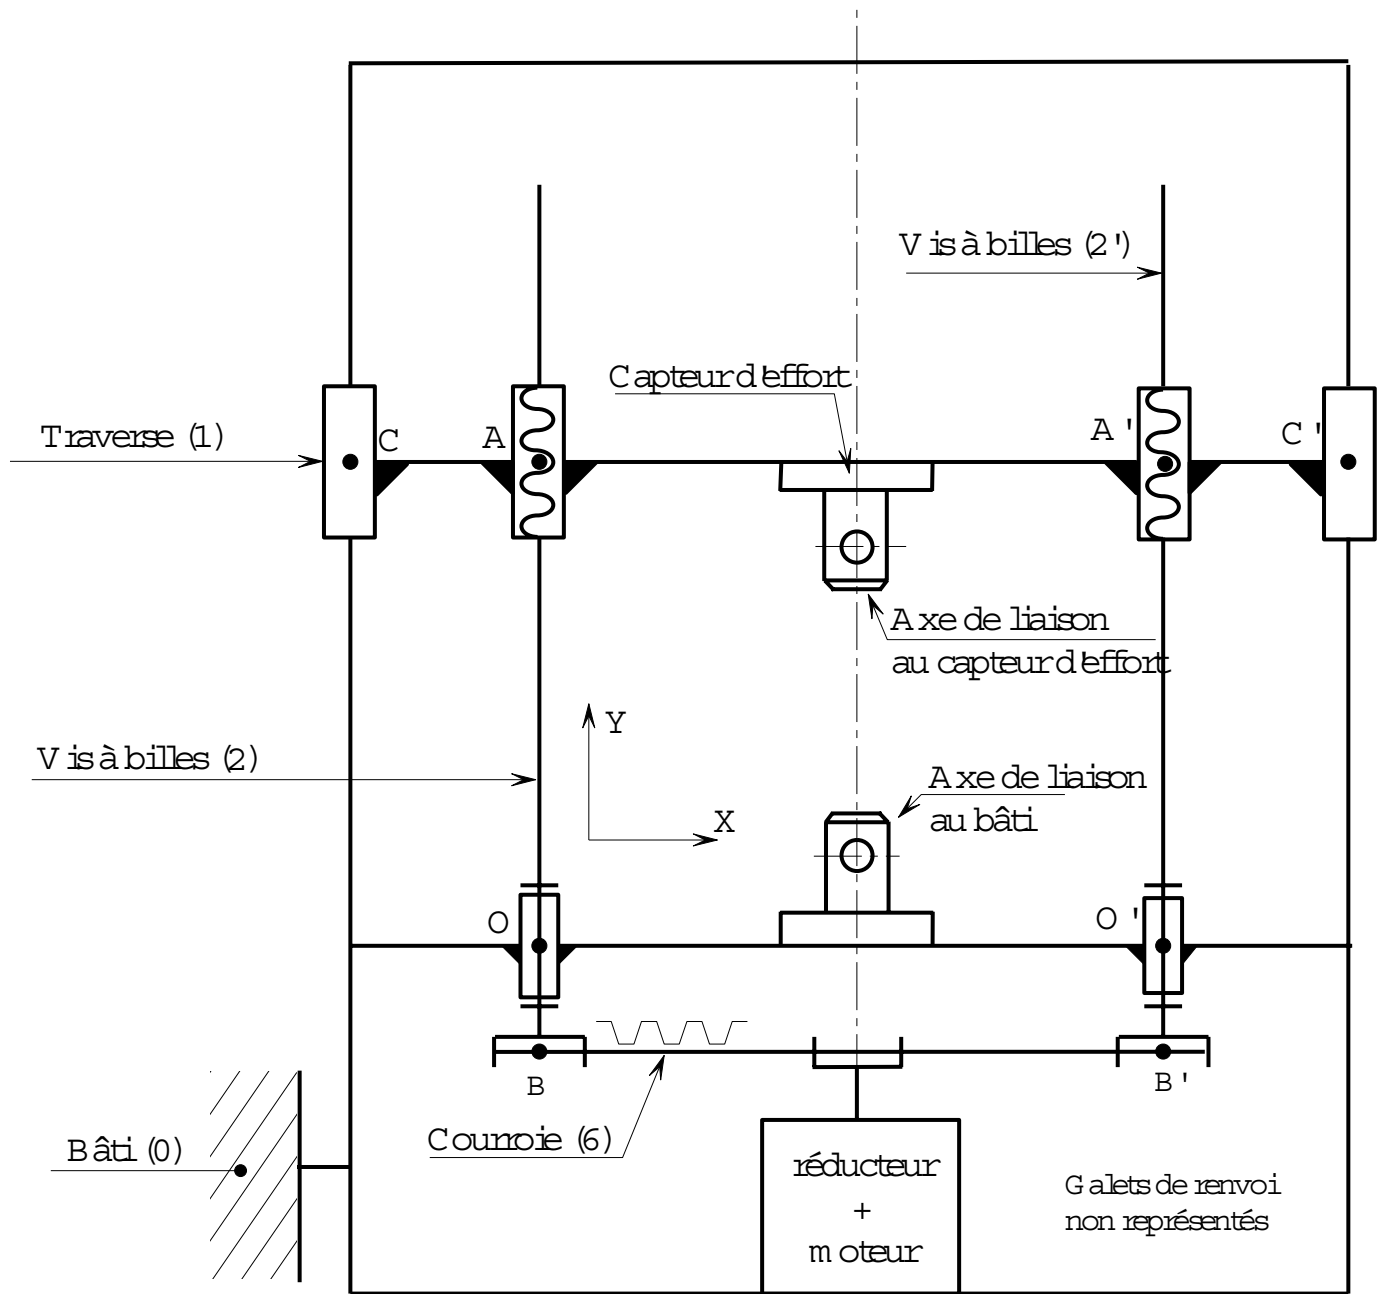 Vis à billes (2')
Capteur d'effort
Traverse (1)
C
A
A'
C'
Axe de liaison
au capteur d'effort
Y
Vis à billes (2)
X
Axe de liaison
au bâti
O
O'
B
B'
Courroie (6)
Bâti (0)
réducteur
+
moteur
Galets de renvoi
non représentés